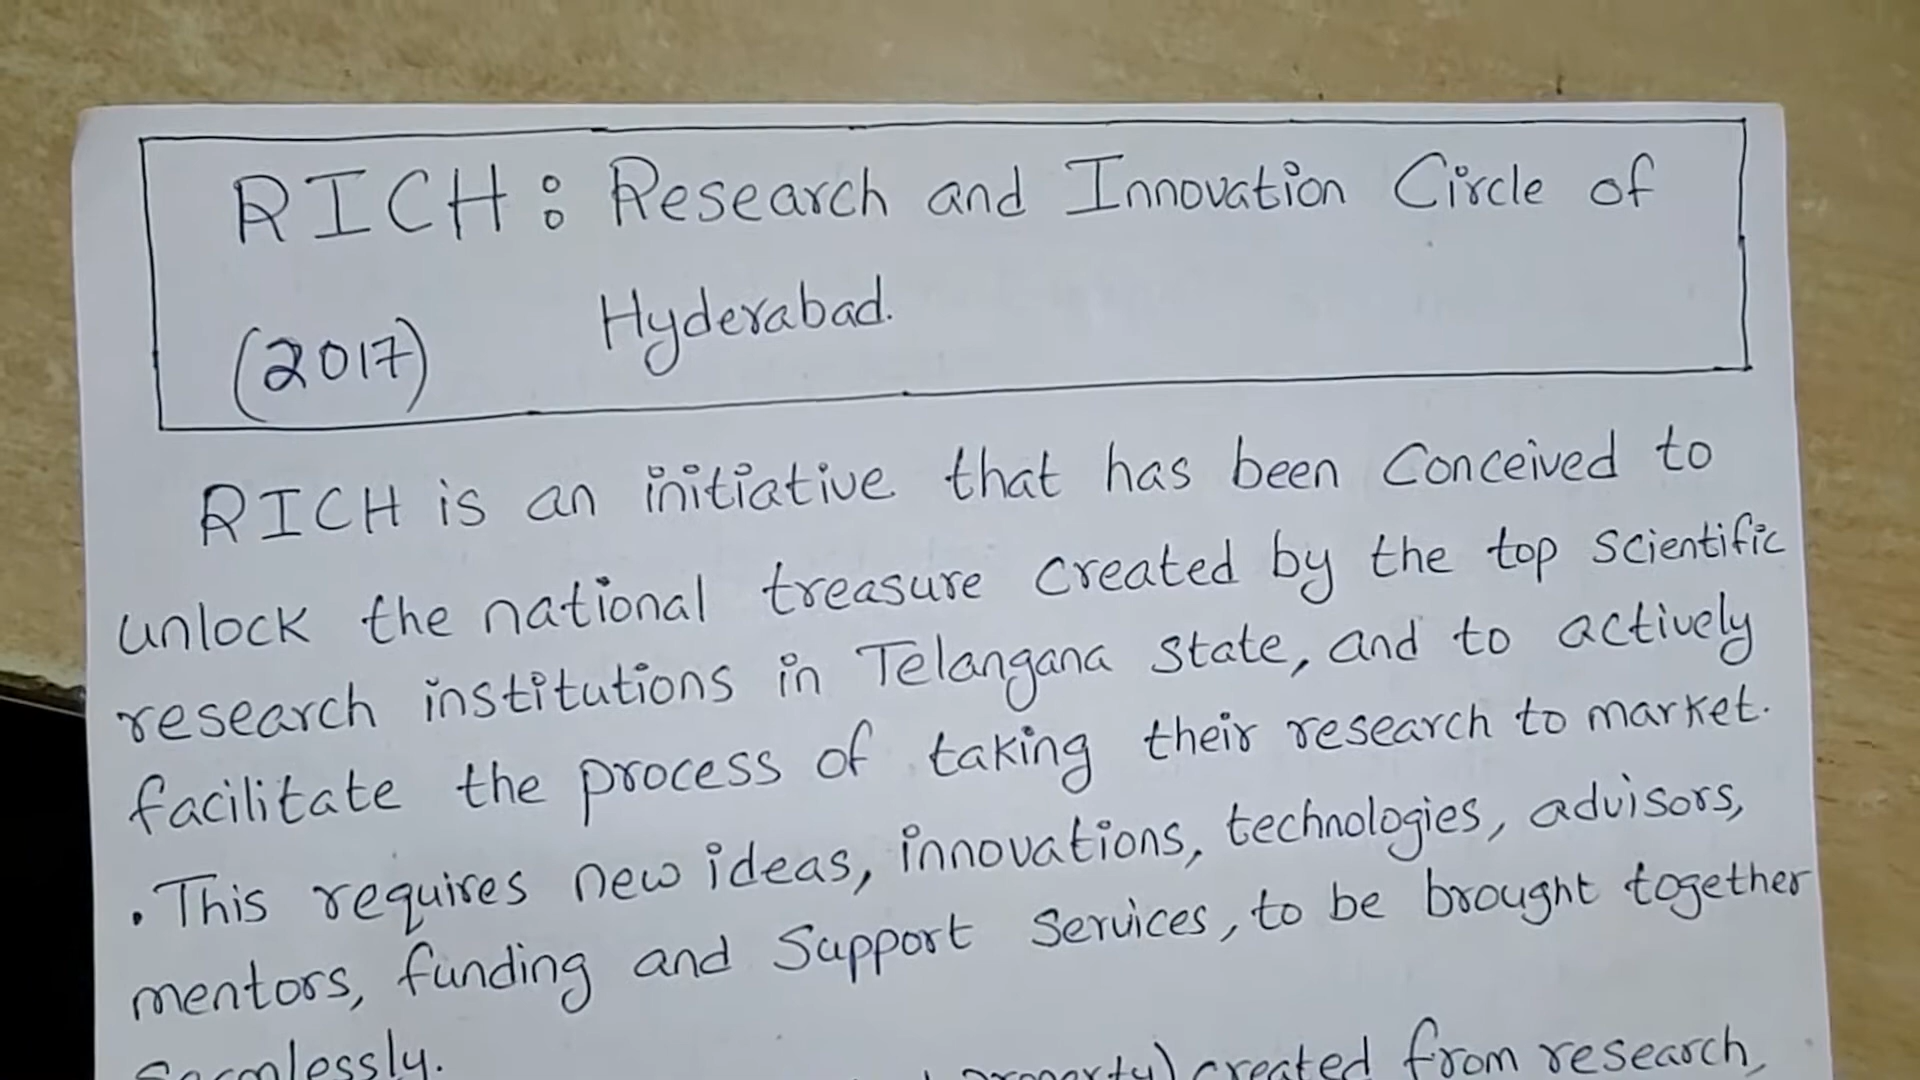 RICH: Research and Innovation Circle of
(2017) Hyderabad.
RICH is an initiative that has been Conceived to
unlock the national treasure created by the top scientific
research institutions in Telangana state, and to actively
facilitate the process of taking their research to market.
• This requires new ideas, innovations, technologies, advisors,
mentors, funding and Support Services, to be brought together
seamlessly.
property) created from research,